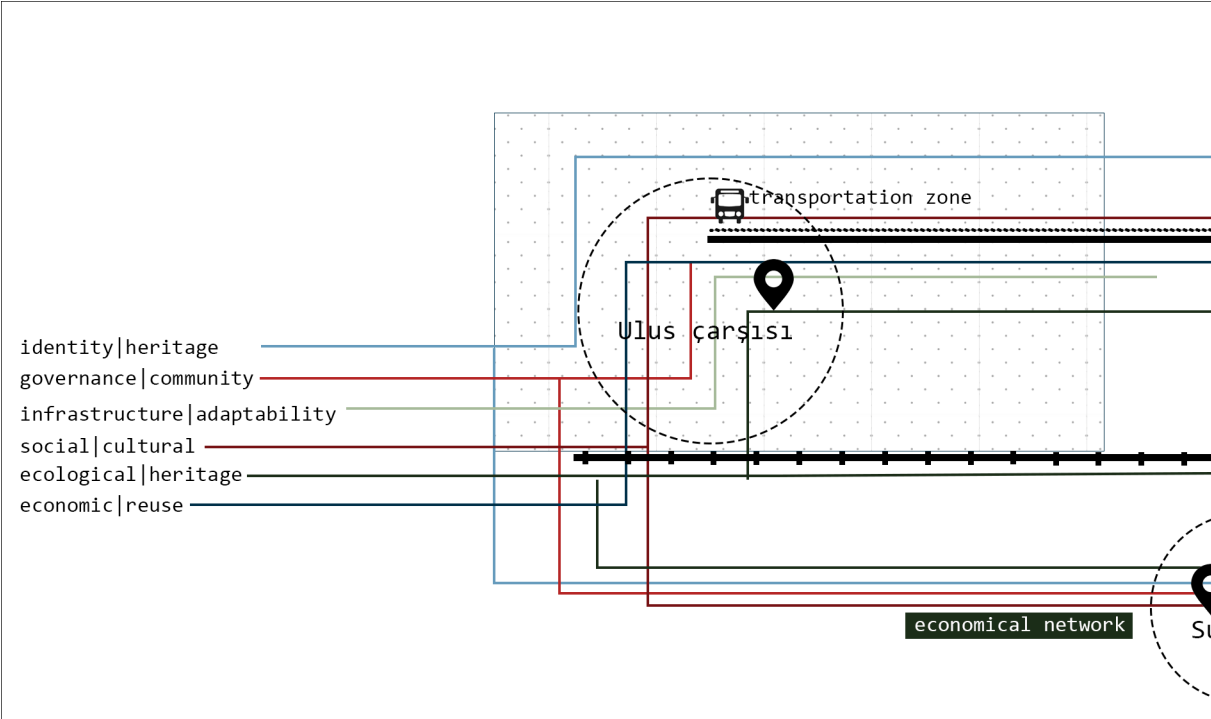 transportation zone
Ulus çarşısı
identity|heritage
governance|community
infrastructure|adaptability
social|cultural
ecological|heritage
economic|reuse
economical network